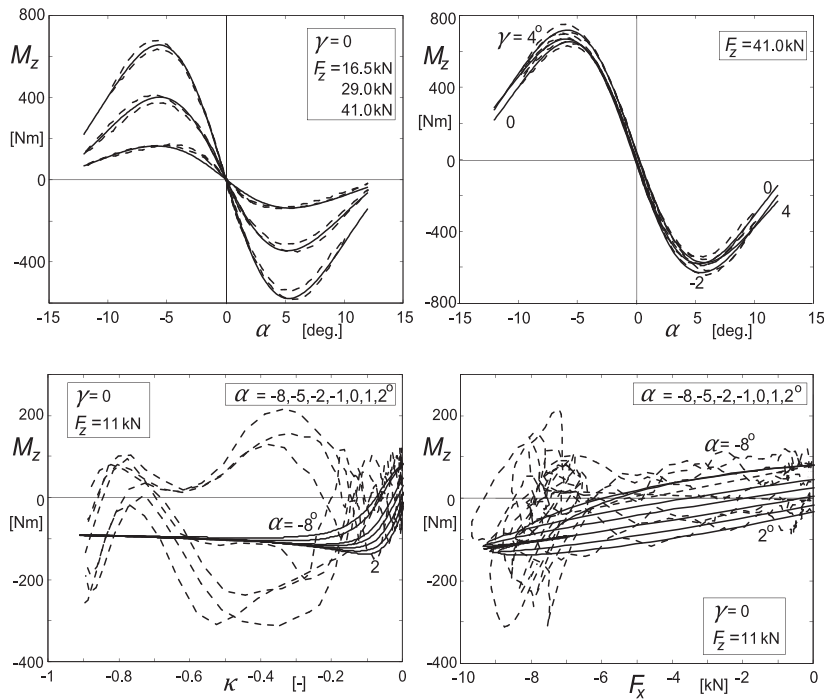 800
M_z
γ = 0
F_z = 16.5 kN
29.0 kN
41.0 kN
400
[Nm]
0
-400
-15 -10 -5 0 5 10 15
α [deg.]
800
M_z
γ = 4°
F_z = 41.0 kN
400
[Nm]
0
0
0
4
-400
-2
800
-15 -10 -5 0 5 10 15
α [deg.]
γ = 0
F_z = 11 kN
α = -8,-5,-2,-1,0,1,2°
200
M_z
0
[Nm]
α = -8°
2
-200
-400
-1 -0.8 -0.6 -0.4 -0.2 0
κ [-]
α = -8,-5,-2,-1,0,1,2°
200
M_z
α = -8°
0
[Nm]
2°
-200
γ = 0
F_z = 11 kN
-400
-10 -8 -6 -4 -2 0
F_x [kN]